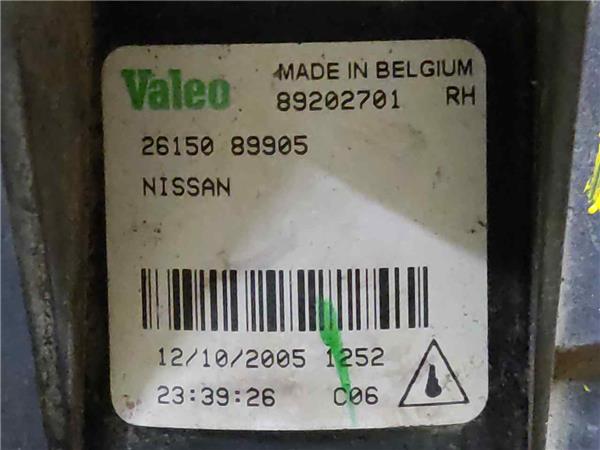 Valeo
MADE IN BELGIUM
89202701 RH
26150 89905
NISSAN
12/10/2005 1252
23:39:26 C06